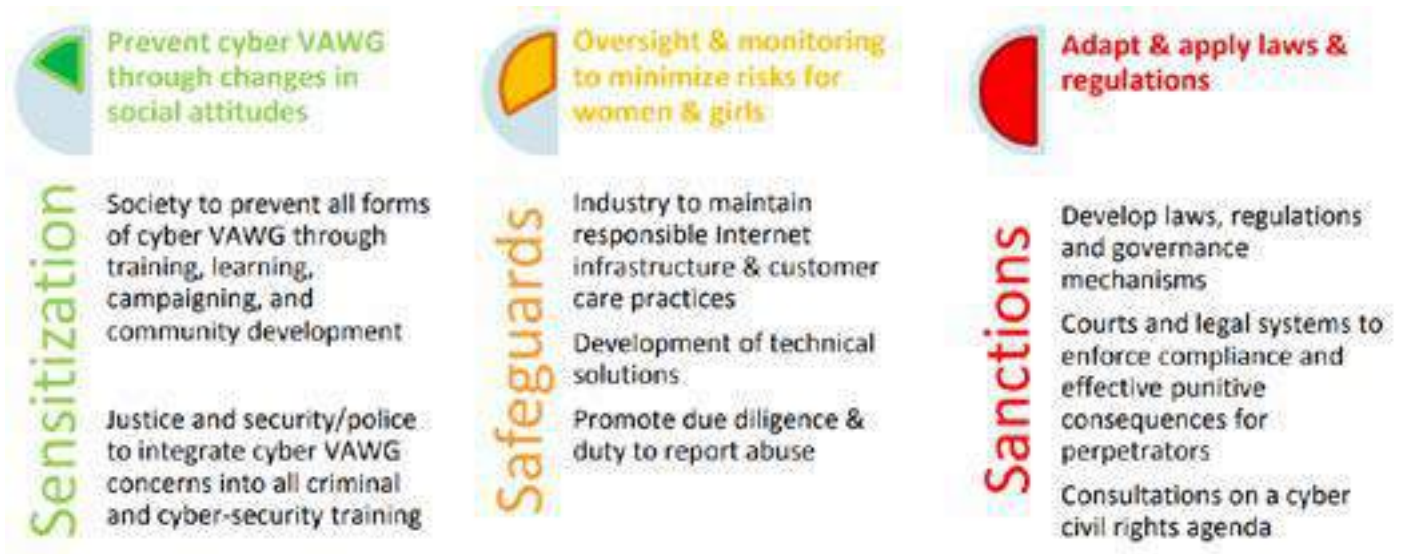 Prevent cyber VAWG
through changes in
social attitudes
Sensitization
Society to prevent all forms
of cyber VAWG through
training, learning,
campaigning, and
community development
Justice and security/police
to integrate cyber VAWG
concerns into all criminal
and cyber-security training
Oversight & monitoring
to minimize risks for
women & girls
Safeguards
Industry to maintain
responsible Internet
infrastructure & customer
care practices
Development of technical
solutions
Promote due diligence &
duty to report abuse
Adapt & apply laws &
regulations
Sanctions
Develop laws, regulations
and governance
mechanisms
Courts and legal systems to
enforce compliance and
effective punitive
consequences for
perpetrators
Consultations on a cyber
civil rights agenda